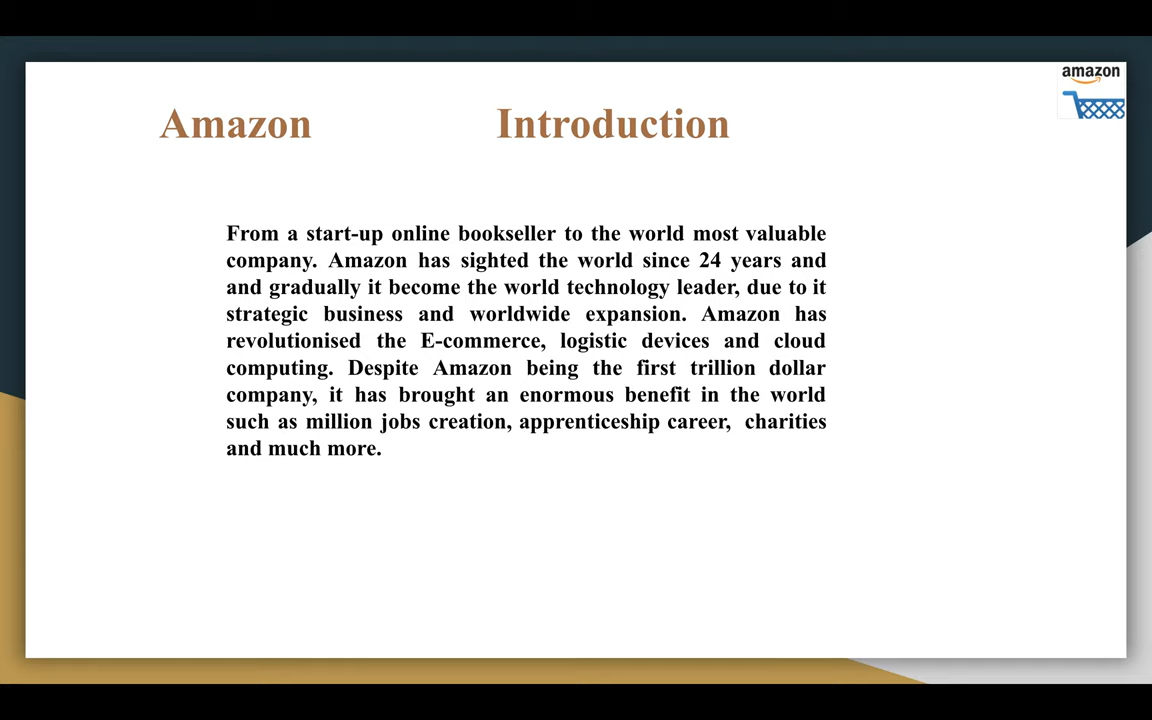 amazon
Amazon Introduction
From a start-up online bookseller to the world most valuable
company. Amazon has sighted the world since 24 years and
and gradually it become the world technology leader, due to it
strategic business and worldwide expansion. Amazon has
revolutionised the E-commerce, logistic devices and cloud
computing. Despite Amazon being the first trillion dollar
company, it has brought an enormous benefit in the world
such as million jobs creation, apprenticeship career, charities
and much more.